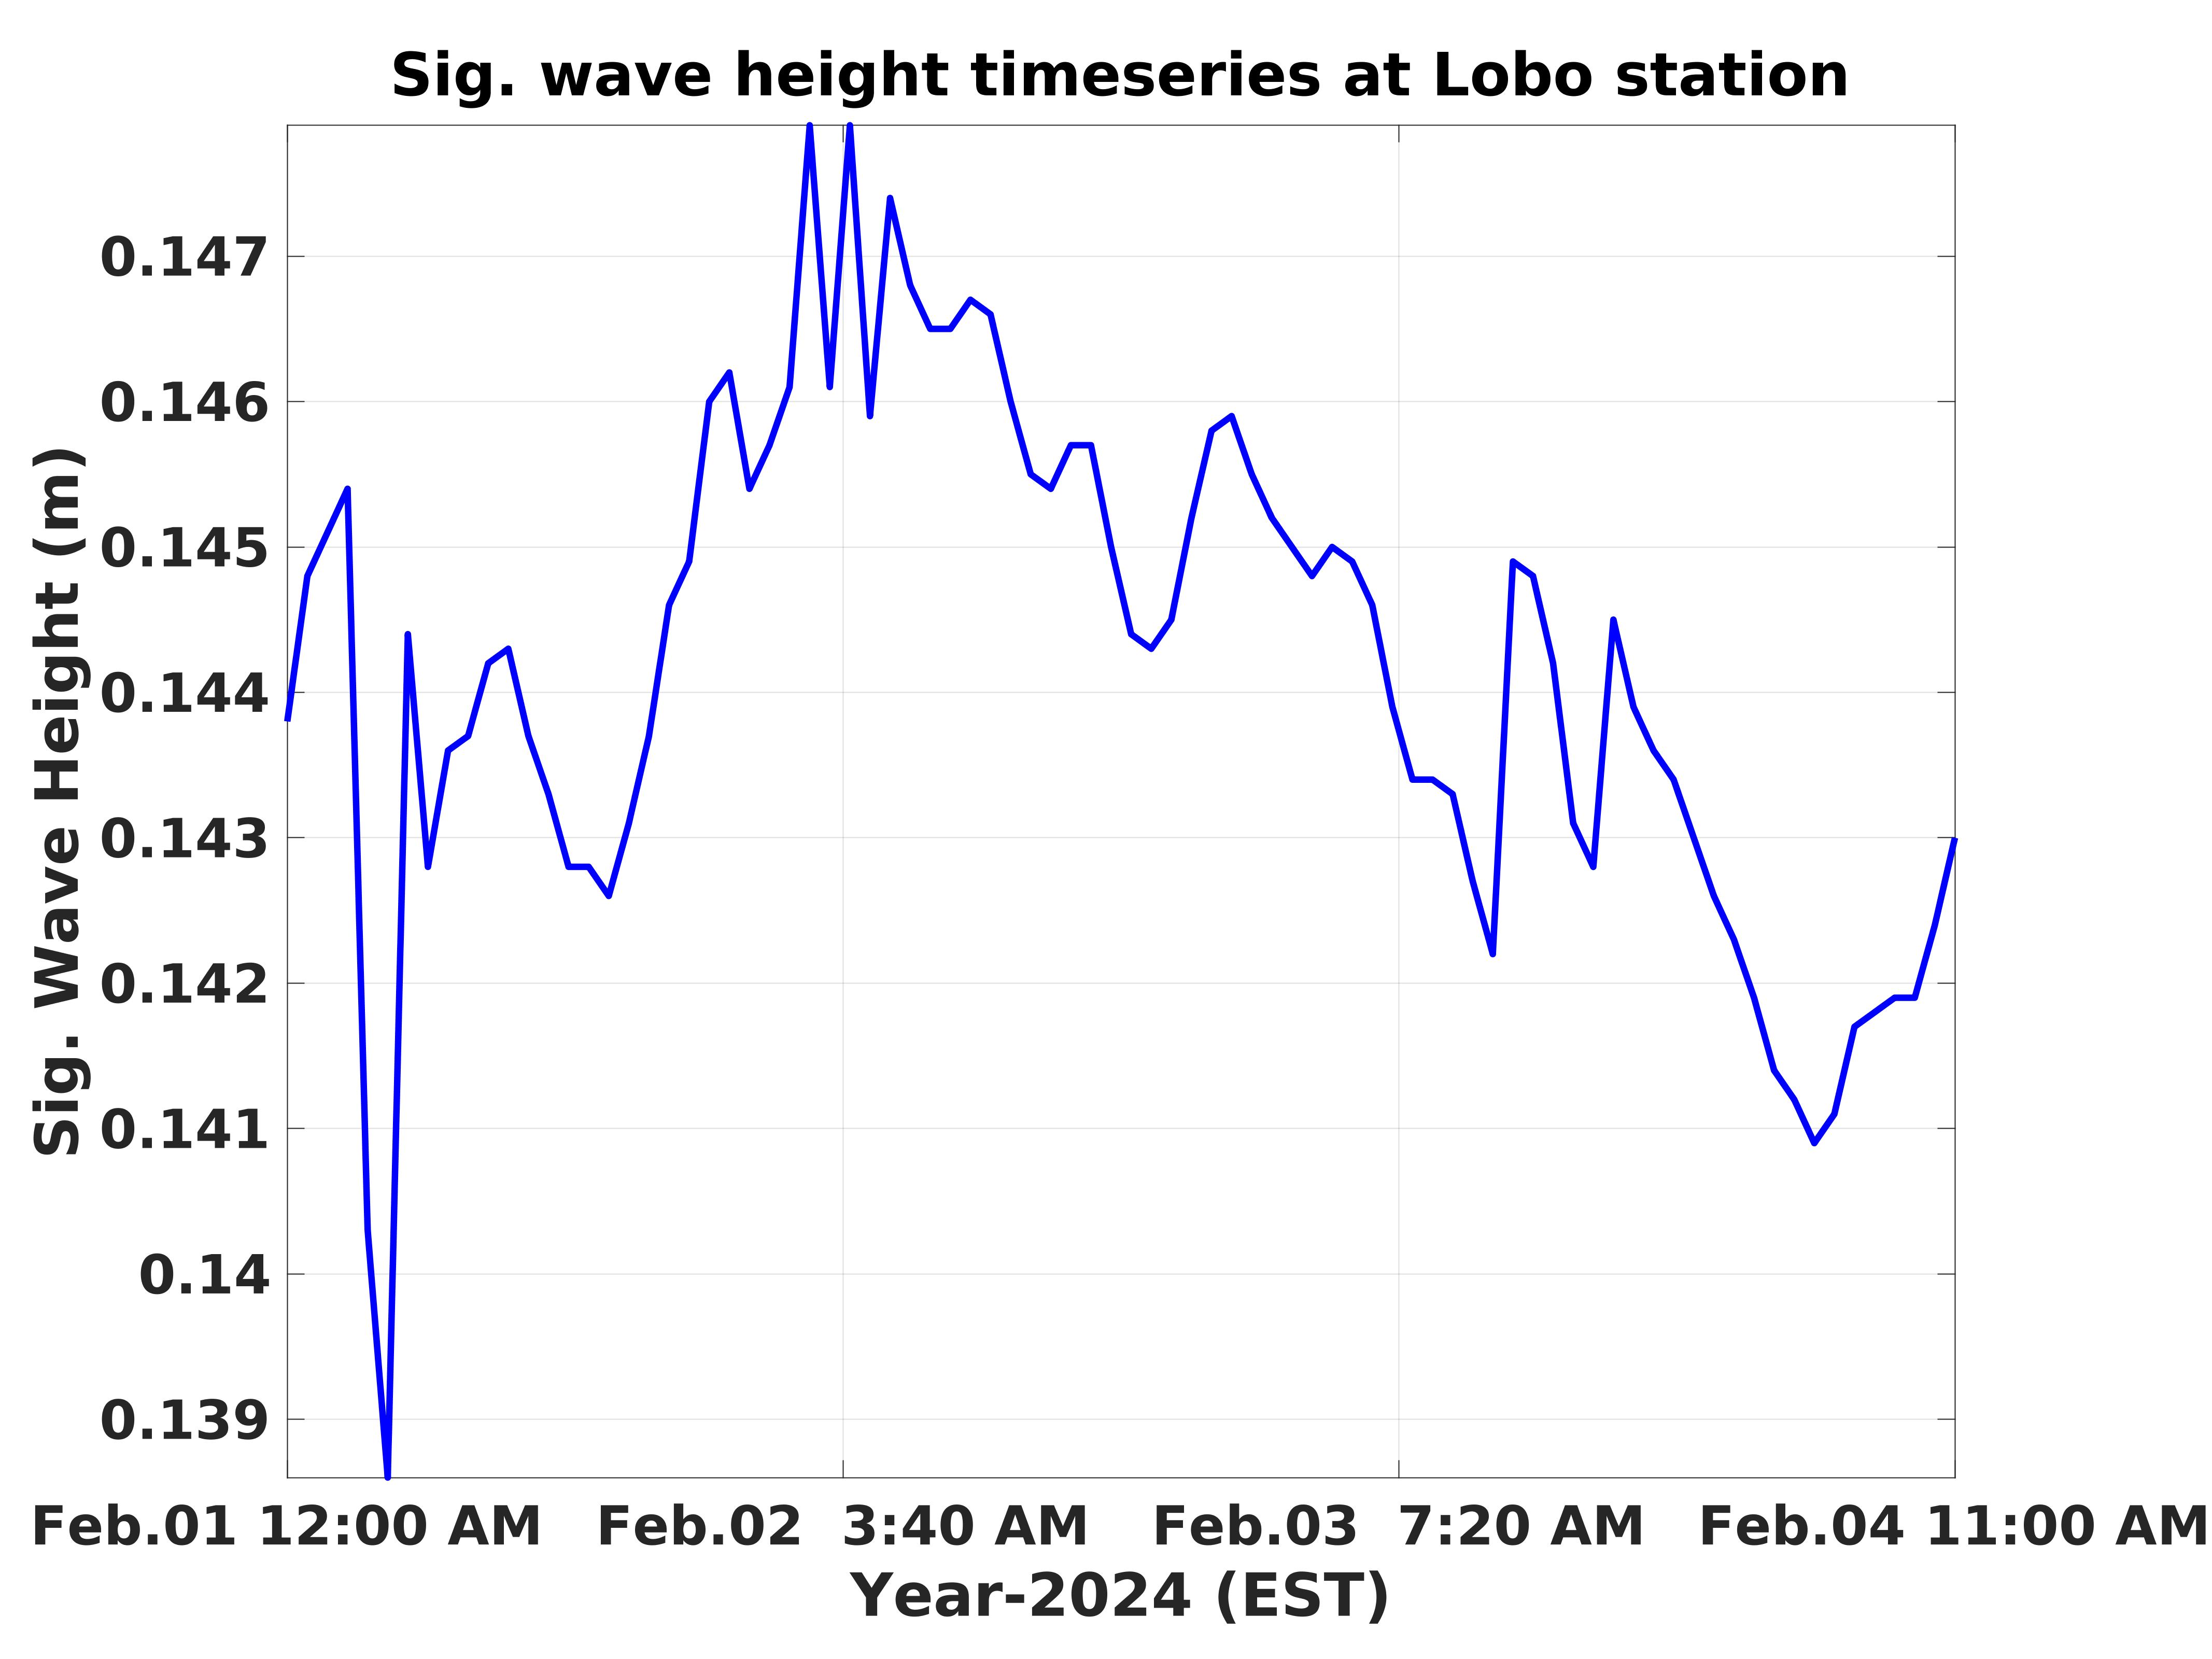 Sig. wave height timeseries at Lobo station
Sig. Wave Height (m)
0.147
0.146
0.145
0.144
0.143
0.142
0.141
0.14
0.139
Feb.01 12:00 AM Feb.02 3:40 AM Feb.03 7:20 AM Feb.04 11:00 AM
Year-2024 (EST)